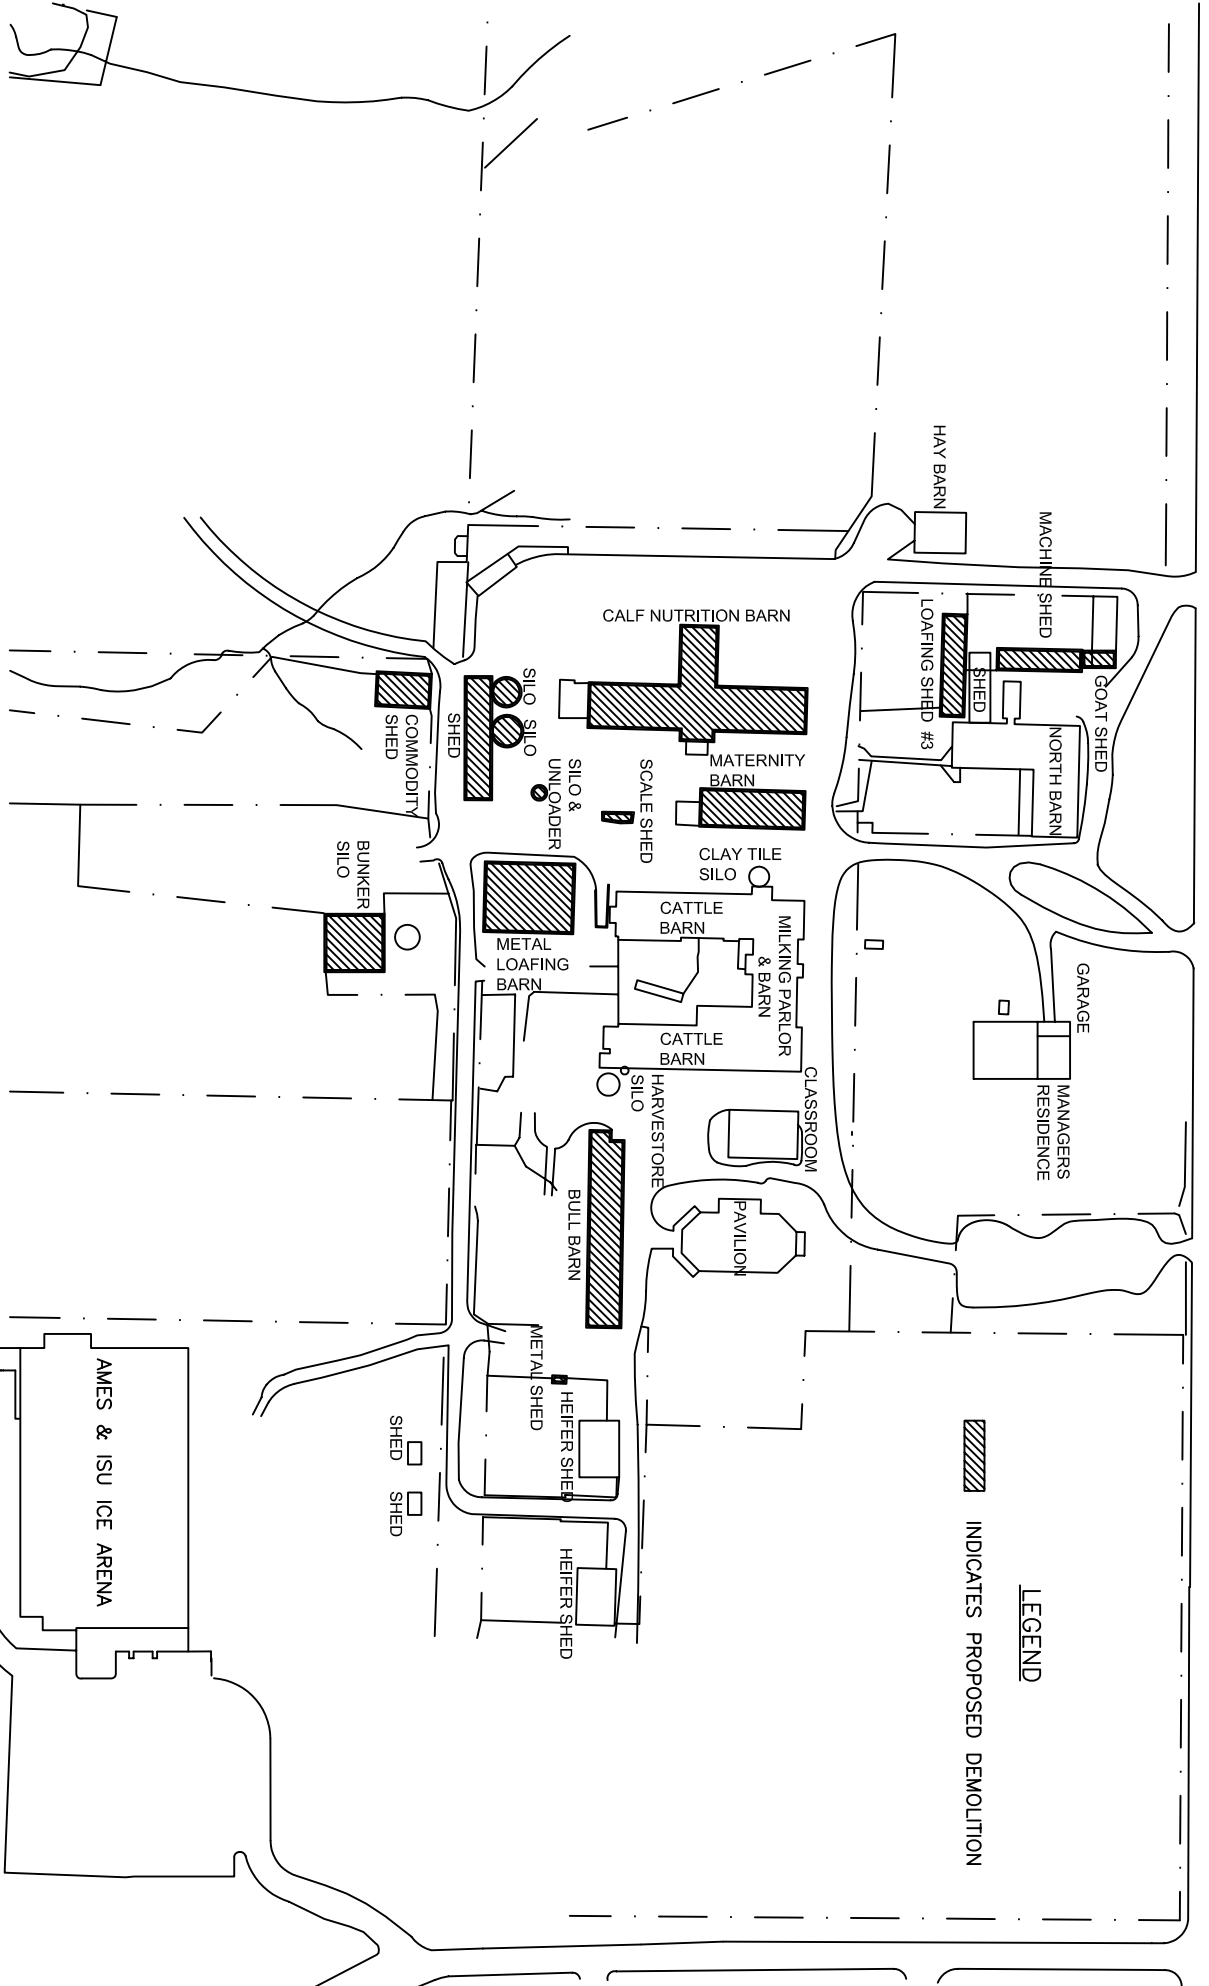 HAY BARN
MACHINE SHED
LOAFING SHED #3
SHED
GOAT SHED
NORTH BARN
CALF NUTRITION BARN
MATERNITY
BARN
SILO
SILO
SHED
COMMODITY
SHED
SILO &
UNLOADER
SCALE SHED
CLAY TILE
SILO
BUNKER
SILO
METAL
LOAFING
BARN
CATTLE
BARN
MILKING PARLOR
& BARN
CATTLE
BARN
GARAGE
MANAGERS
RESIDENCE
CLASSROOM
HARVESTORE
SILO
BULL BARN
PAVILION
METAL SHED
HEIFER SHED
HEIFER SHED
SHED
SHED
AMES & ISU ICE ARENA
LEGEND
INDICATES PROPOSED DEMOLITION